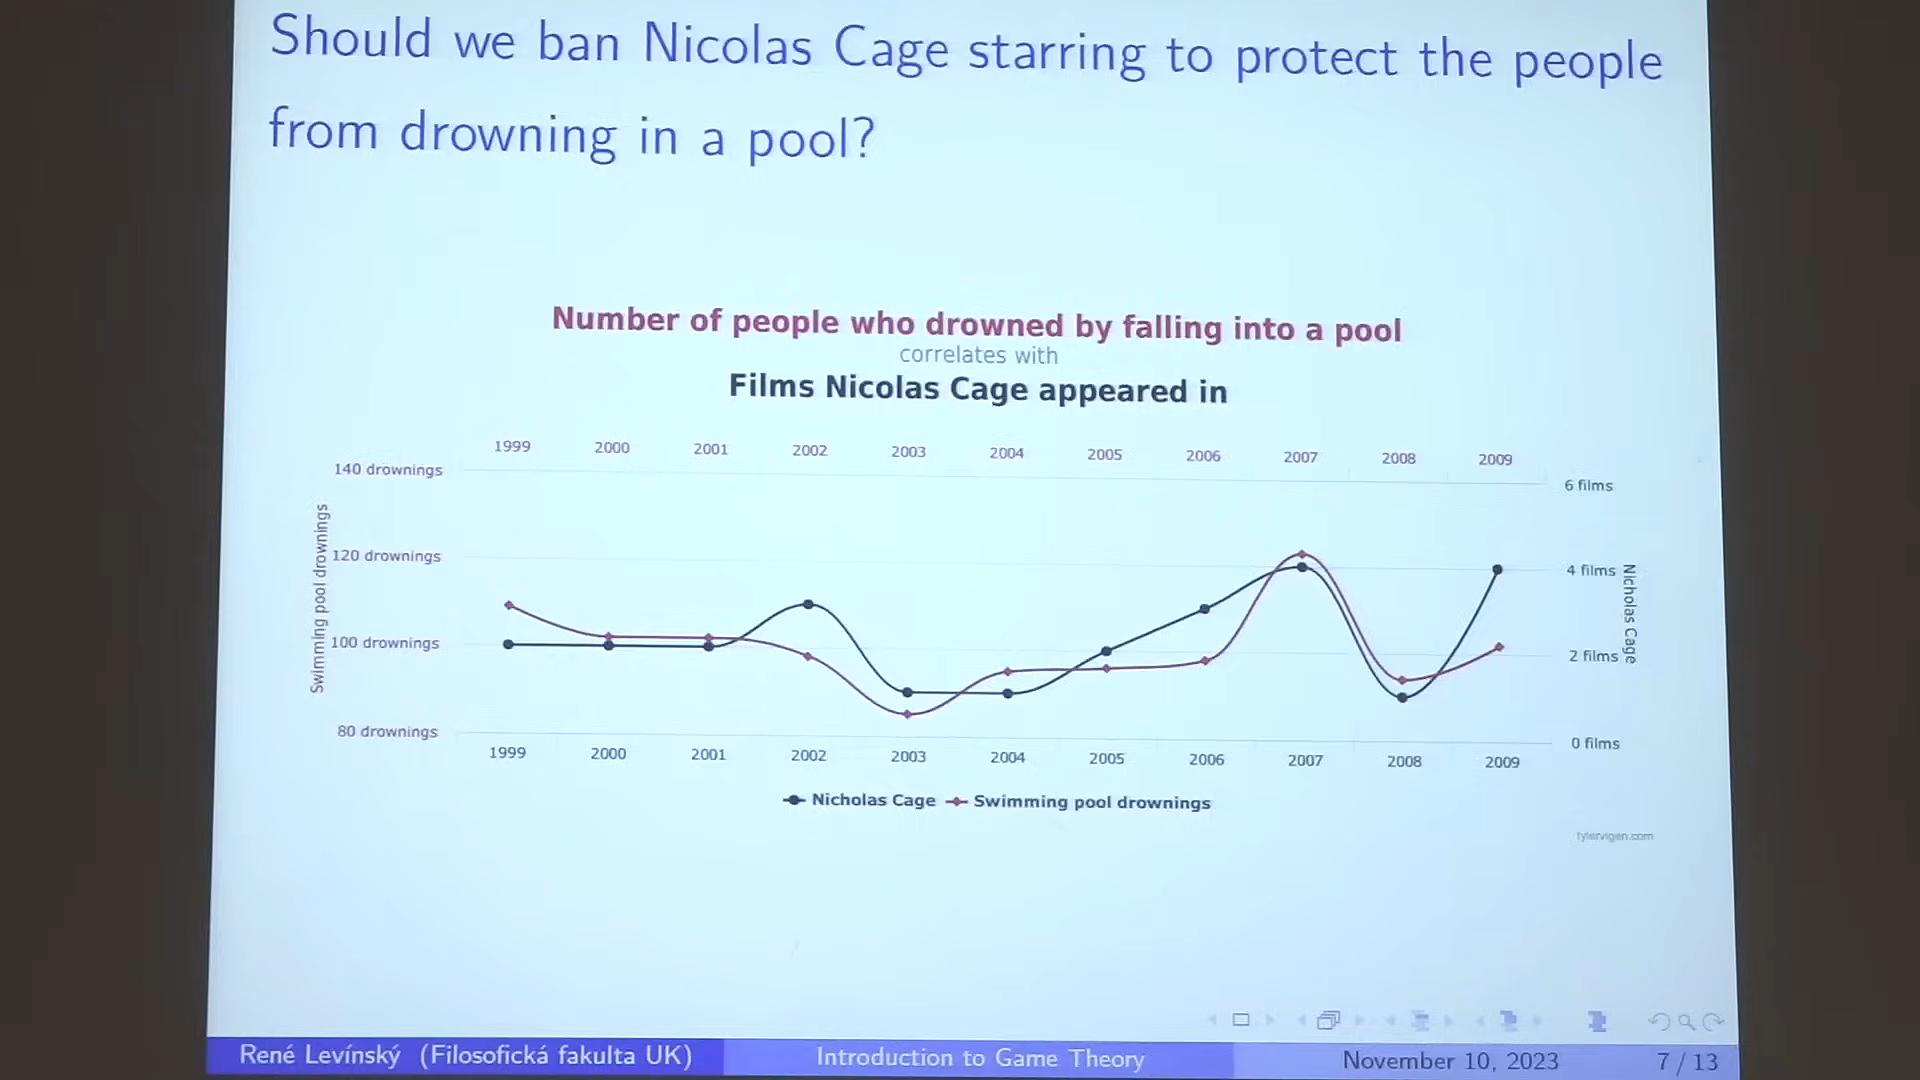 Should we ban Nicolas Cage starring to protect the people
from drowning in a pool?
Number of people who drowned by falling into a pool
correlates with
Films Nicolas Cage appeared in
1999 2000 2001 2002 2003 2004 2005 2006 2007 2008 2009
140 drownings
6 films
Swimming pool drownings
120 drownings
4 films
Nicholas Cage
100 drownings
2 films
80 drownings
0 films
1999 2000 2001 2002 2003 2004 2005 2006 2007 2008 2009
Nicholas Cage Swimming pool drownings
tylervigen.com
René Levínský (Filosofická fakulta UK) Introduction to Game Theory November 10, 2023 7 / 13